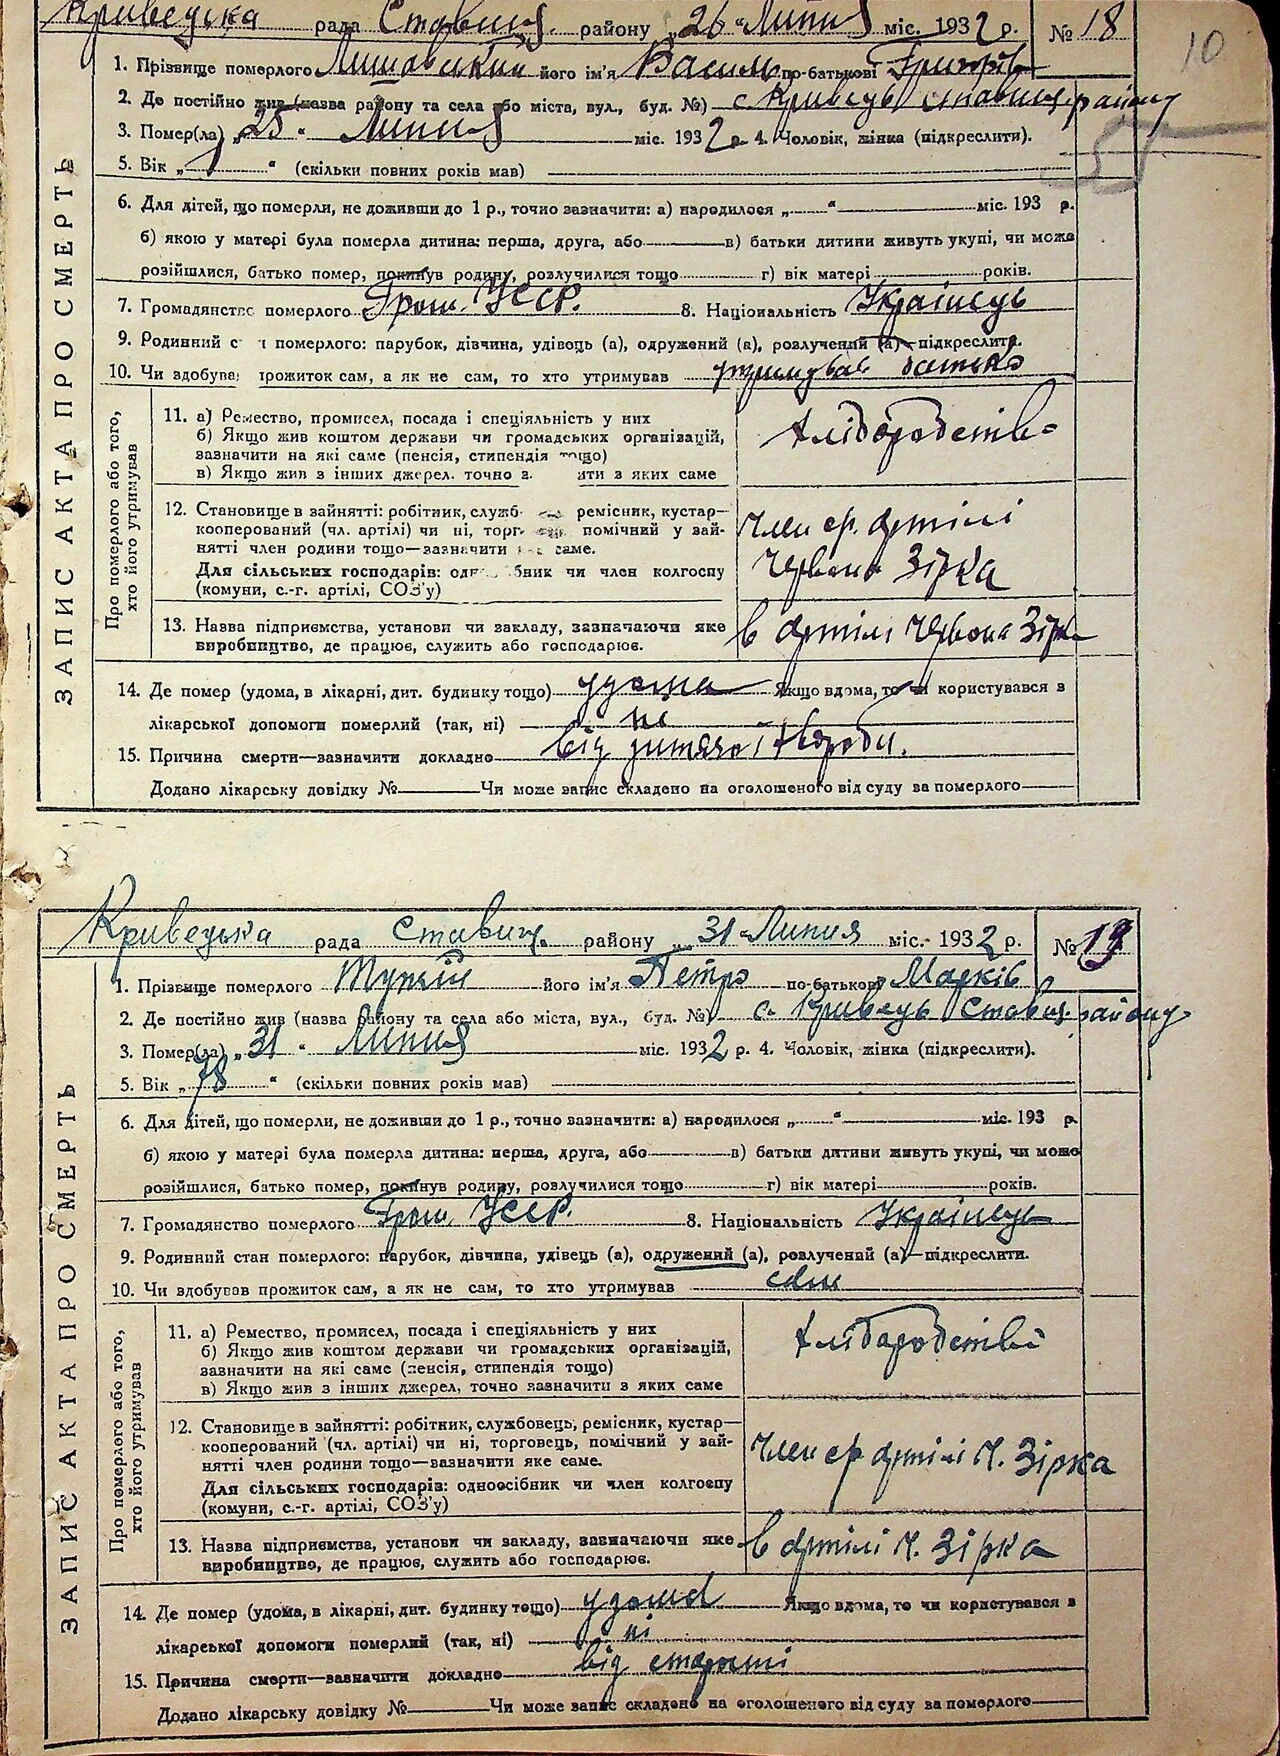 Кривецька рада Ставищ. району „26“ Липня міс. 1932 р. № 18
10
1. Прізвище померлого його ім'я Василь по-батькові Григорів
2. Де постійно жив (назва району та села або міста, вул., буд. №) с. Кривець Ставищ. району
3. Помер(ла) „25“ Липня міс. 1932 р. 4. Чоловік, жінка (підкреслити).
5. Вік „1“ (скільки повних років мав)
6. Для дітей, що померли, не доживши до 1 р., точно зазначити: а) народилося „ “ міс. 193 р.
б) якою у матері була померла дитина: перша, друга, або в) батьки дитини живуть укупі, чи може
розійшлися, батько помер, покинув родину, розлучилися тощо г) вік матері років.
7. Громадянство померлого Гром. УССР. 8. Національність Українець
9. Родинний с н померлого: парубок, дівчина, удівець (а), одружений (а), розлучений (а)—підкреслити.
10. Чи здобува прожиток сам, а як не сам, то хто утримував утримував батько
ЗАПИС АКТА ПРО СМЕРТЬ
Про померлого або того, хто його утримував
11. а) Ремество, промисел, посада і спеціяльність у них
б) Якщо жив коштом держави чи громадських організацій,
зазначити на які саме (пенсія, стипендія тощо)
в) Якщо жив з інших джерел. точно з. ити з яких саме
хліборобство
12. Становище в зайнятті: робітник, служб ремісник, кустар—
кооперований (чл. артілі) чи ні, торг помічний у зай-
нятті член родини тощо—зазначити саме.
Для сільських господарів: од бник чи член колгоспу
(комуни, с.-г. артілі, СОЗ'у)
член ср. артілі
Червона Зірка
13. Назва підприємства, установи чи закладу, зазначаючи яке
виробництво, де працює, служить або господарює.
в артілі Червона Зірка
14. Де помер (удома, в лікарні, дит. будинку тощо) удома Якщо вдома, то чи користувався в
лікарської допомоги померлий (так, ні) ні
15. Причина смерти—зазначити докладно від дитячої хвороби.
Додано лікарську довідку № Чи може запис складено на оголошеного від суду за померлого
Кривецька рада Ставищ. району „31“ Липня міс. 1932 р. № 19
1. Прізвище померлого його ім'я Петро по-батькові Марків
2. Де постійно жив (назва району та села або міста, вул., буд. №) с. Кривець Ставищ. району
3. Помер(ла) „31“ Липня міс. 1932 р. 4. Чоловік, жінка (підкреслити).
5. Вік „78“ (скільки повних років мав)
6. Для дітей, що померли, не доживши до 1 р., точно зазначити: а) народилося „ “ міс. 193 р.
б) якою у матері була померла дитина: перша, друга, або в) батьки дитини живуть укупі, чи може
розійшлися, батько помер, покинув родину, розлучилися тощо г) вік матері років.
7. Громадянство померлого Гром. УССР. 8. Національність Українець
9. Родинний стан померлого: парубок, дівчина, удівець (а), одружений (а), розлучений (а)—підкреслити.
10. Чи здобував прожиток сам, а як не сам, то хто утримував сам
ЗАПИС АКТА ПРО СМЕРТЬ
Про померлого або того, хто його утримував
11. а) Ремество, промисел, посада і спеціяльність у них
б) Якщо жив коштом держави чи громадських організацій,
зазначити на які саме (пенсія, стипендія тощо)
в) Якщо жив з інших джерел, точно зазначити з яких саме
хліборобство
12. Становище в зайнятті: робітник, службовець, ремісник, кустар—
кооперований (чл. артілі) чи ні, торговець, помічний у зай-
нятті член родини тощо—зазначити яке саме.
Для сільських господарів: одноосібник чи член колгоспу
(комуни, с.-г. артілі, СОЗ'у)
член ср. артілі Ч. Зірка
13. Назва підприємства, установи чи закладу, зазначаючи яке
виробництво, де працює, служить або господарює.
в артілі Ч. Зірка
14. Де помер (удома, в лікарні, дит. будинку тощо) удома Якщо вдома, то чи користувався в
лікарської допомоги померлий (так, ні) ні
15. Причина смерти—зазначити докладно від старости
Додано лікарську довідку № Чи може запис складено на оголошеного від суду за померлого